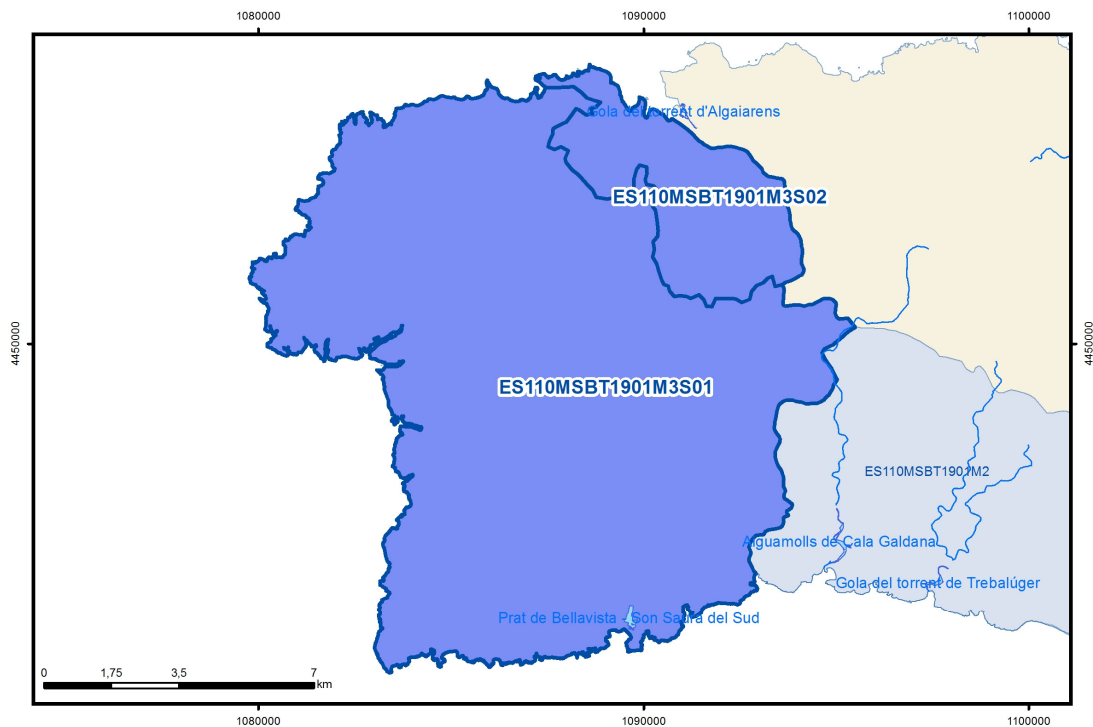 1080000 1090000 1100000
Gola del torrent d'Algaiarens
ES110MSBT1901M3S02
4450000 4450000
ES110MSBT1901M3S01
ES110MSBT1901M2
Aiguamolls de Cala Galdana
Gola del torrent de Trebalúger
Prat de Bellavista - Son Saura del Sud
0 1,75 3,5 7
km
1080000 1090000 1100000